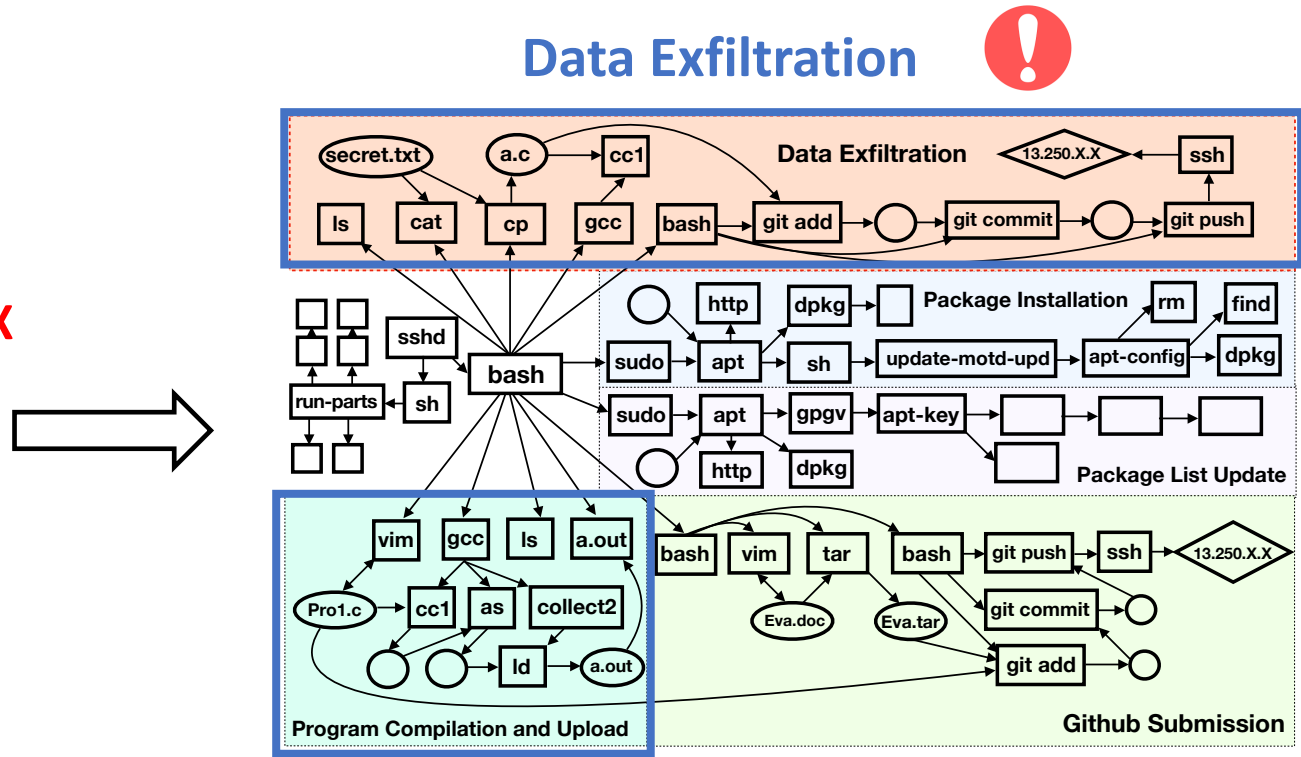 Data Exfiltration
!
secret.txt
a.c
cc1
Data Exfiltration
13.250.X.X
ssh
ls
cat
cp
gcc
bash
git add
git commit
git push
Package Installation
http
dpkg
rm
find
sshd
bash
sudo
apt
sh
update-motd-upd
apt-config
dpkg
run-parts
sh
sudo
apt
gpgv
apt-key
http
dpkg
Package List Update
vim
gcc
ls
a.out
bash
vim
tar
bash
git push
ssh
13.250.X.X
Pro1.c
cc1
as
collect2
Eva.doc
Eva.tar
git commit
ld
a.out
git add
Program Compilation and Upload
Github Submission